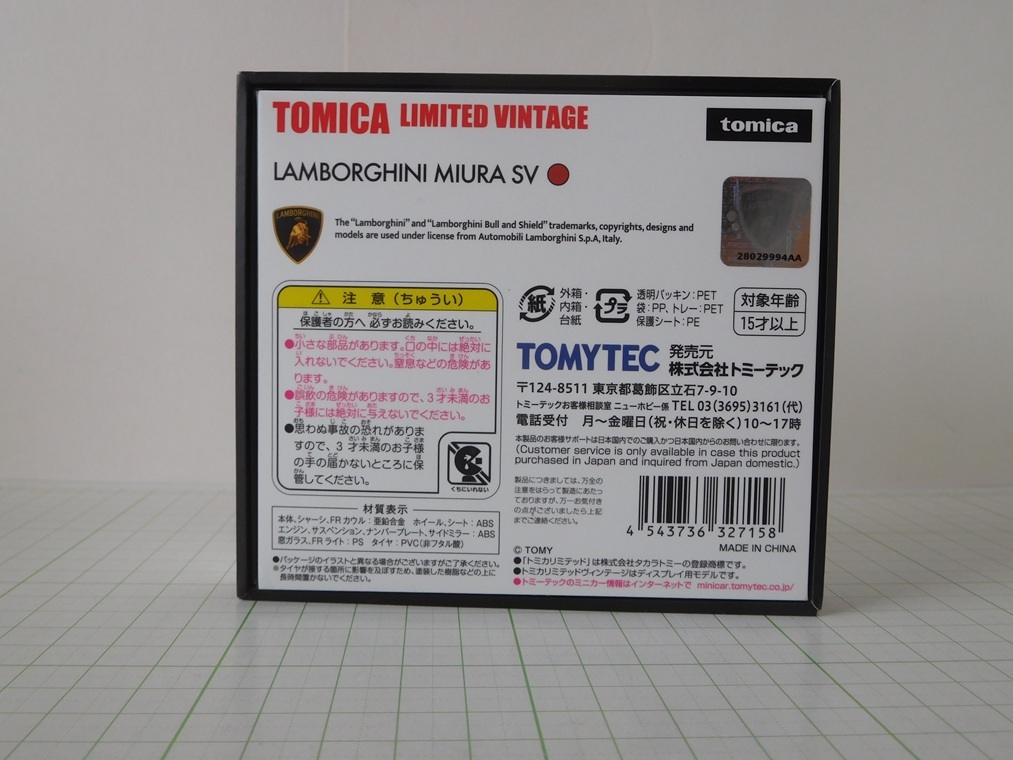 TOMICA LIMITED VINTAGE
tomica
LAMBORGHINI MIURA SV
LAMBORGHINI
The "Lamborghini" and "Lamborghini Bull and Shield" trademarks, copyrights, designs and
models are used under license from Automobili Lamborghini S.p.A, Italy.
28029994AA
注 意(ちゅうい)
保護者の方へ 必ずお読みください。
●小さな部品があります。口の中には絶対に
入れないでください。窒息などの危険があ
ります。
●誤飲の危険がありますので、3才未満のお
子様には絶対に与えないでください。
●思わぬ事故の恐れがありま
すので、3 才未満のお子様
の手の届かないところに保
管してください。
くちにいれない
材質表示
本体、シャーシ、FRカウル:亜鉛合金 ホイール、シート:ABS
エンジン、サスペンション、ナンバープレート、サイドミラー:ABS
窓ガラス、FRライト:PS タイヤ:PVC(非フタル酸)
●パッケージのイラストと異なる場合がございますがご了承ください。
※タイヤが接する箇所に影響を及ぼすため、塗装した樹脂などの上に
長時間置かないでください。
紙
外箱・
内箱・
台紙
プラ
透明パッキン:PET
袋:PP、トレー:PET
保護シート:PE
対象年齢
15才以上
TOMYTEC 発売元
株式会社トミーテック
〒124-8511 東京都葛飾区立石7-9-10
トミーテックお客様相談室 ニューホビー係 TEL 03(3695)3161(代)
電話受付 月〜金曜日(祝・休日を除く)10〜17時
本製品のお客様サポートは日本国内でのご購入かつ日本国内からのお問い合わせに限ります。
(Customer service is only available in case this product
purchased in Japan and inquired from Japan domestic.)
製品につきましては、万全の
注意をはらって製造にあたっ
ておりますが、万一お気付き
の点がございましたら上記
までご連絡ください。
4 543736 327158
MADE IN CHINA
© TOMY
●「トミカリミテッド」は株式会社タカラトミーの登録商標です。
●トミカリミテッドヴィンテージはディスプレイ用モデルです。
●トミーテックのミニカー情報はインターネットで minicar.tomytec.co.jp/